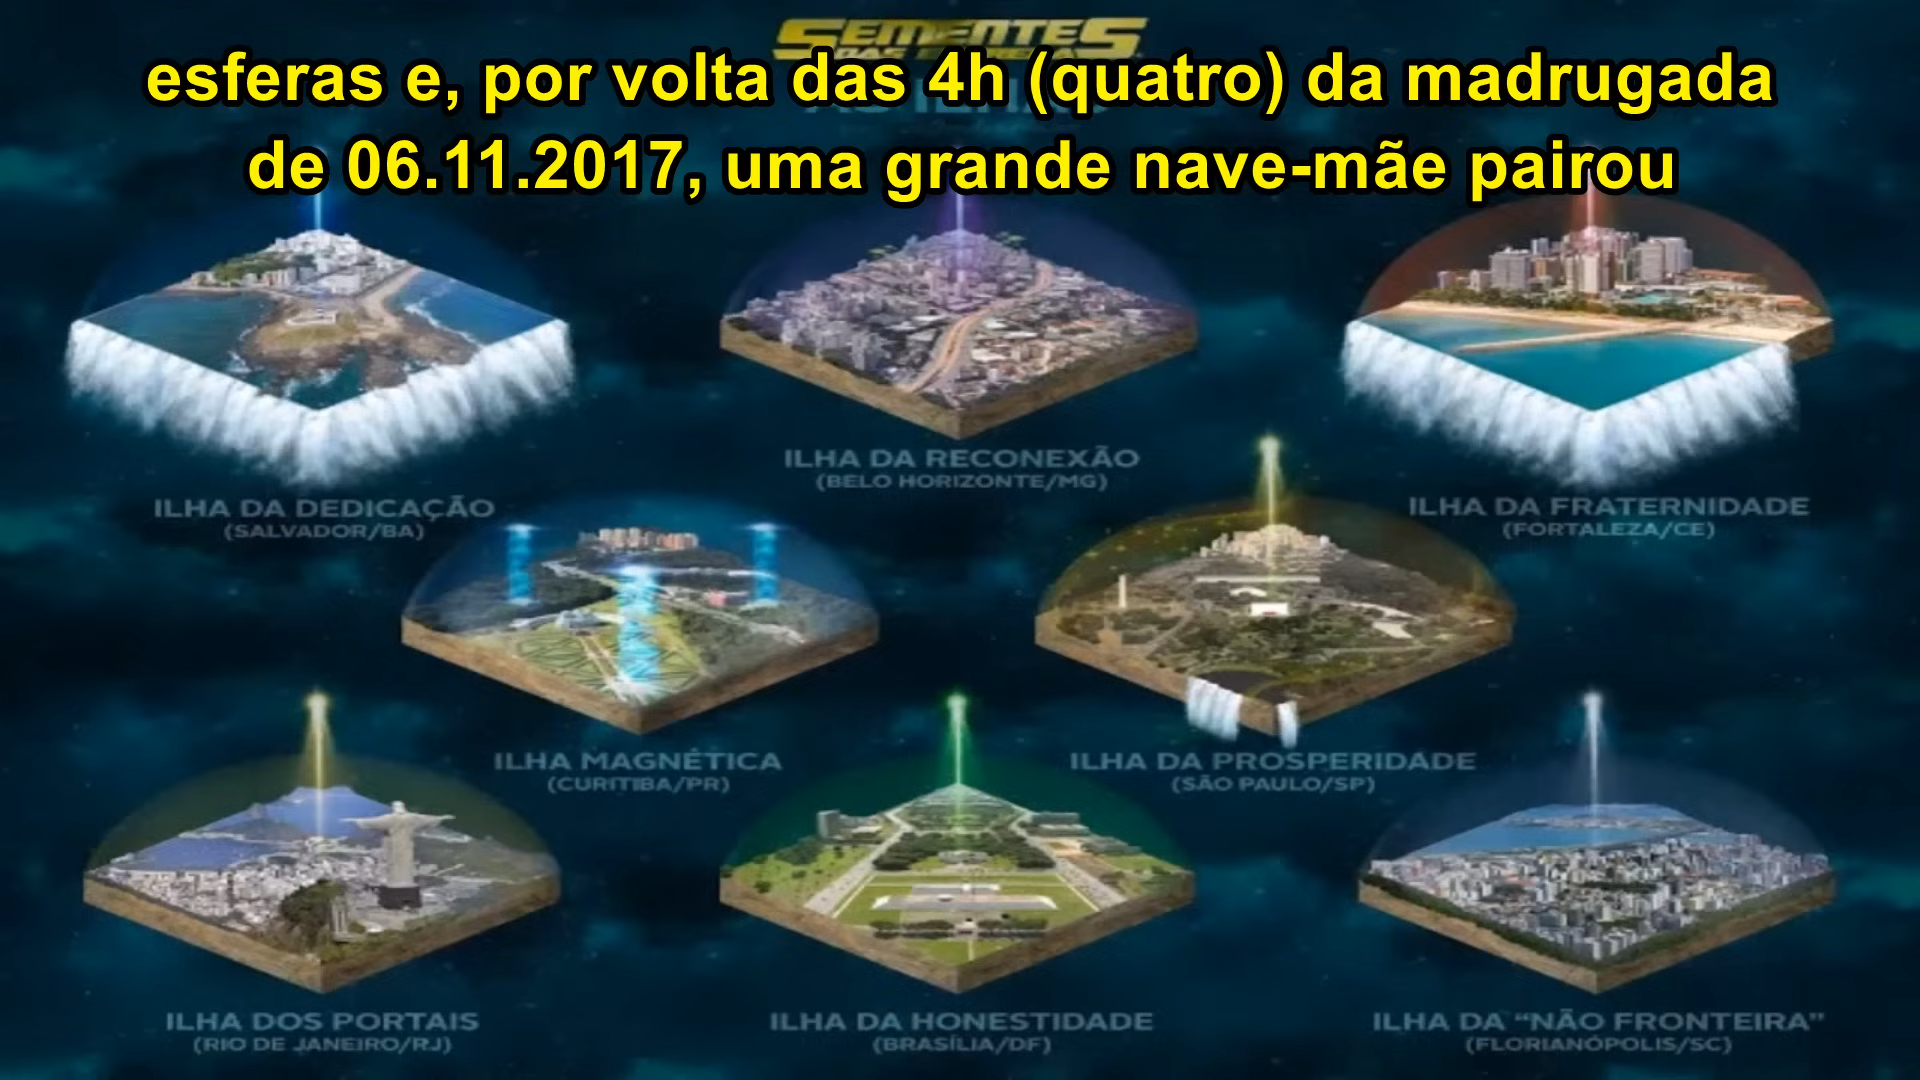 SEMENTES
DAS ESTRELAS
esferas e, por volta das 4h (quatro) da madrugada
de 06.11.2017, uma grande nave-mãe pairou
ILHA DA RECONEXÃO
(BELO HORIZONTE/MG)
ILHA DA DEDICAÇÃO
(SALVADOR/BA)
ILHA DA FRATERNIDADE
(FORTALEZA/CE)
ILHA MAGNÉTICA
(CURITIBA/PR)
ILHA DA PROSPERIDADE
(SÃO PAULO/SP)
ILHA DOS PORTAIS
(RIO DE JANEIRO/RJ)
ILHA DA HONESTIDADE
(BRASÍLIA/DF)
ILHA DA “NÃO FRONTEIRA”
(FLORIANÓPOLIS/SC)